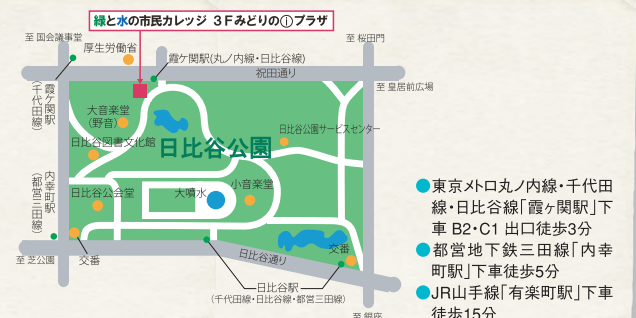 緑と水の市民カレッジ 3Fみどりのⓘプラザ
至 国会議事堂
厚生労働省
至 桜田門
霞ケ関駅(丸ノ内線・日比谷線)
祝田通り
至 皇居前広場
霞ケ関駅
(千代田線)
大音楽堂
(野音)
日比谷公園サービスセンター
日比谷図書文化館
日比谷公園
内幸町駅
(都営三田線)
日比谷公会堂
大噴水
小音楽堂
至 芝公園
交番
日比谷通り
交番
日比谷駅
(千代田線・日比谷線・都営三田線)
至 銀座
●東京メトロ丸ノ内線・千代田
線・日比谷線「霞ヶ関駅」下
車 B2・C1 出口徒歩3分
●都営地下鉄三田線「内幸
町駅」下車徒歩5分
●JR山手線「有楽町駅」下車
徒歩15分